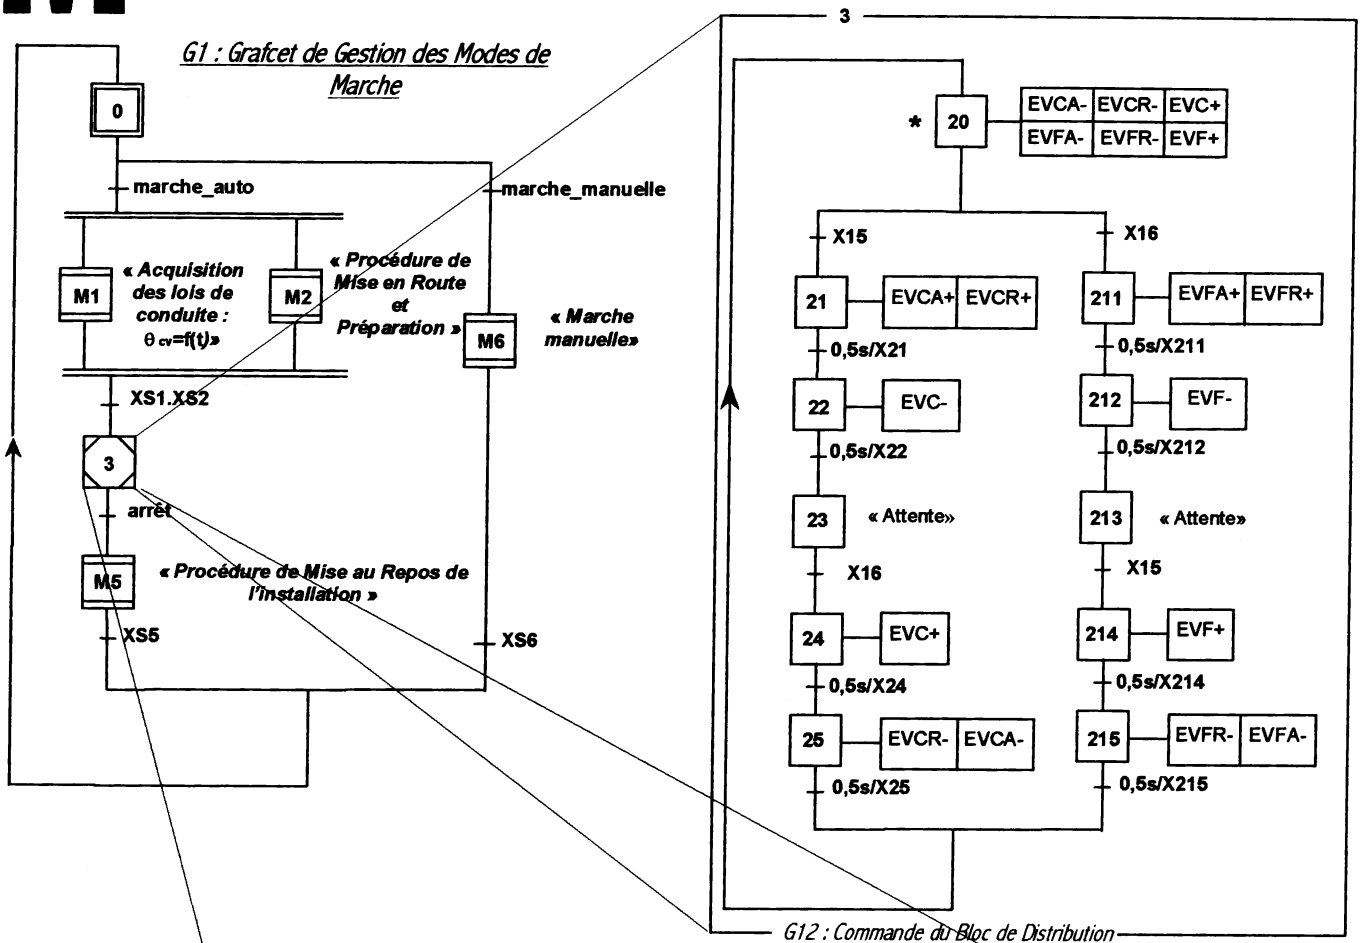 G1 : Grafcet de Gestion des Modes de
Marche
0
marche_auto
marche_manuelle
M1
« Acquisition
des lois de
conduite :
θ cv=f(t)»
M2
« Procédure de
Mise en Route
et
Préparation »
M6
« Marche
manuelle»
XS1.XS2
3
arrêt
M5
« Procédure de Mise au Repos de
l'installation »
XS5
XS6
3
*
20
EVCA- EVCR- EVC+
EVFA- EVFR- EVF+
X15
X16
21
EVCA+ EVCR+
211
EVFA+ EVFR+
0,5s/X21
0,5s/X211
22
EVC-
212
EVF-
0,5s/X22
0,5s/X212
23
« Attente»
213
« Attente»
X16
X15
24
EVC+
214
EVF+
0,5s/X24
0,5s/X214
25
EVCR- EVCA-
215
EVFR- EVFA-
0,5s/X25
0,5s/X215
G12 : Commande du Bloc de Distribution